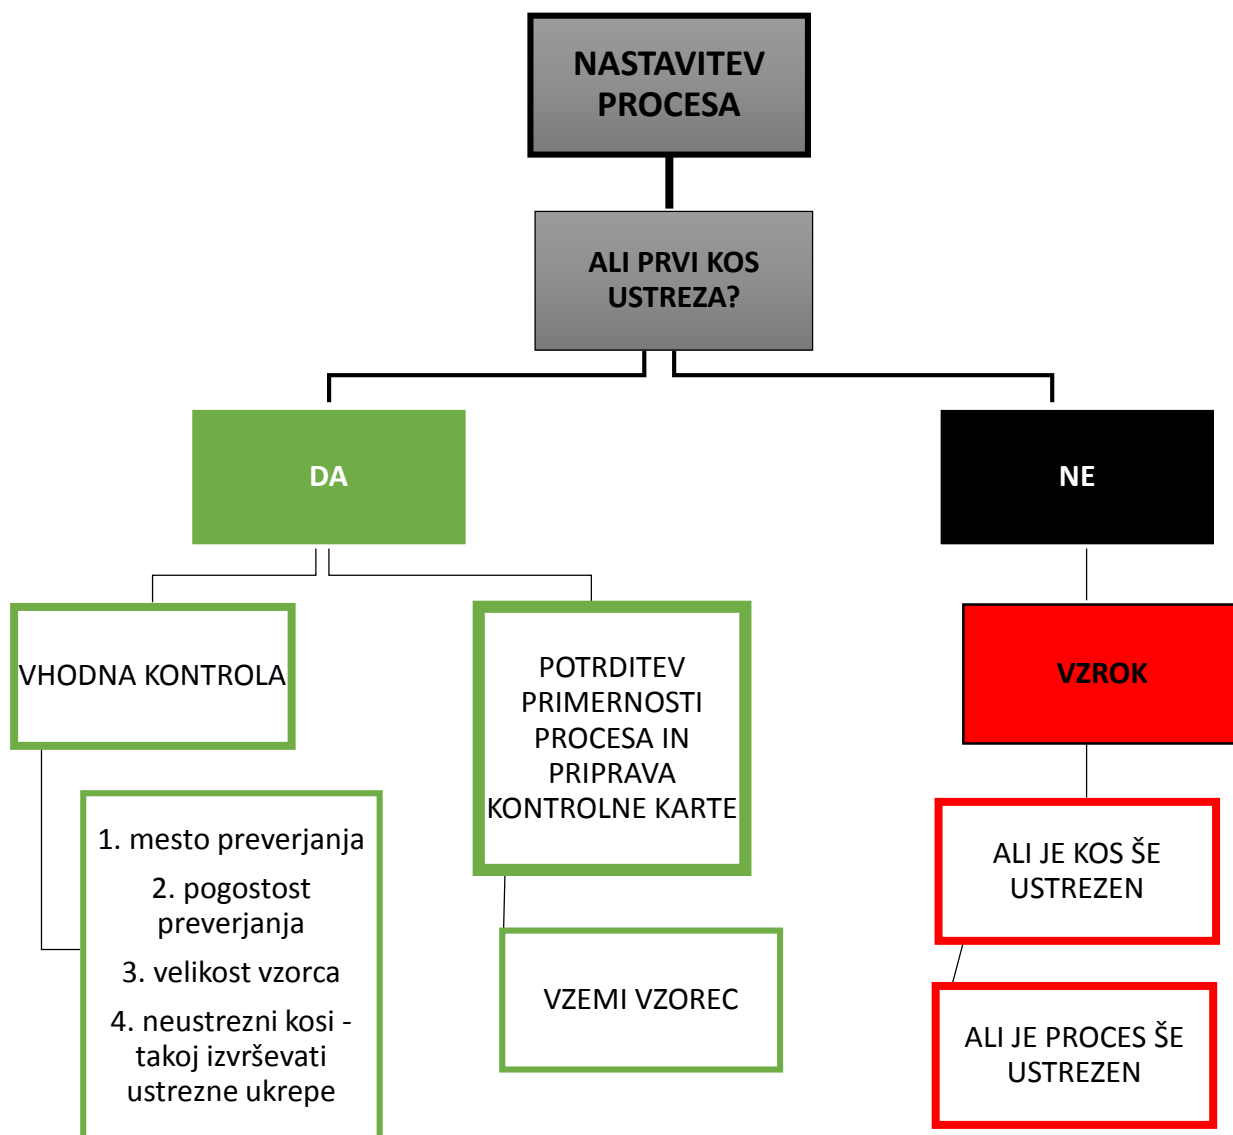 NASTAVITEV
PROCESA
ALI PRVI KOS
USTREZA?
DA
NE
VHODNA KONTROLA
POTRDITEV
PRIMERNOSTI
PROCESA IN
PRIPRAVA
KONTROLNE KARTE
VZROK
1. mesto preverjanja
2. pogostost
preverjanja
3. velikost vzorca
4. neustrezni kosi -
takoj izvrševati
ustrezne ukrepe
VZEMI VZOREC
ALI JE KOS ŠE
USTREZEN
ALI JE PROCES ŠE
USTREZEN